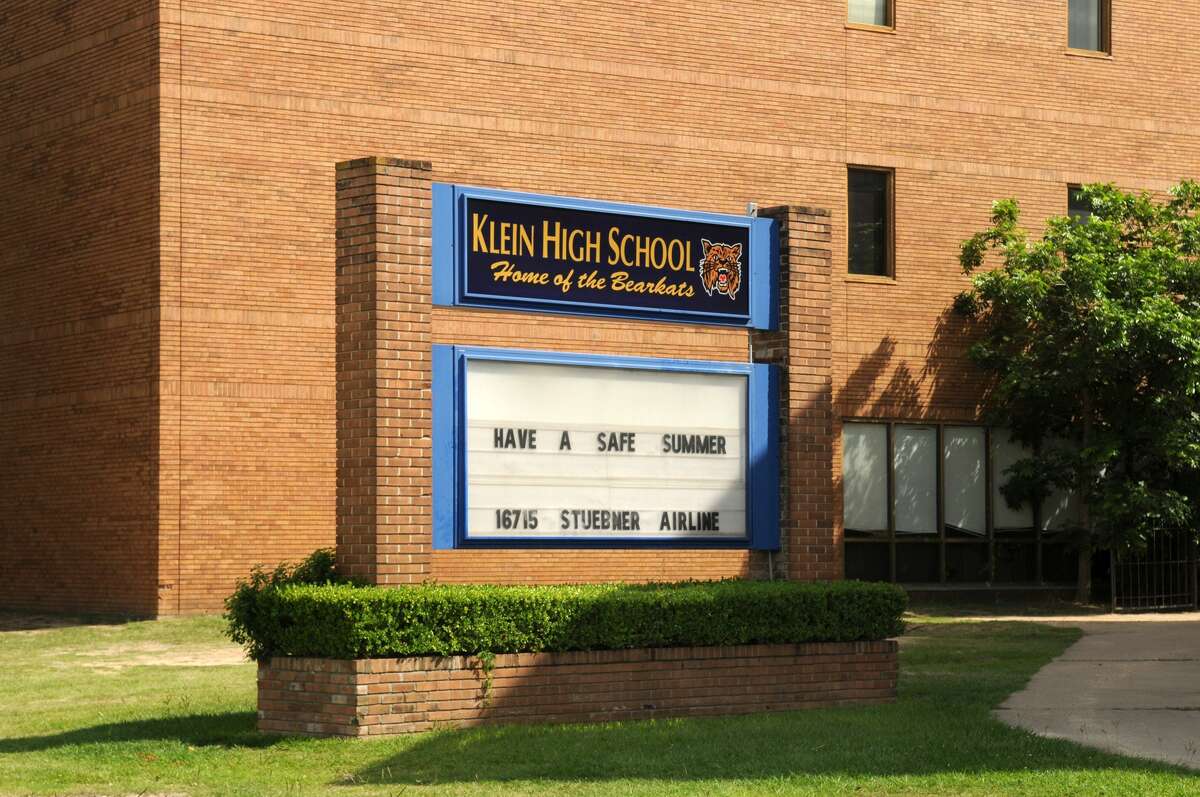 KLEIN HIGH SCHOOL
Home of the Bearkats
HAVE A SAFE SUMMER
16715 STUEBNER AIRLINE